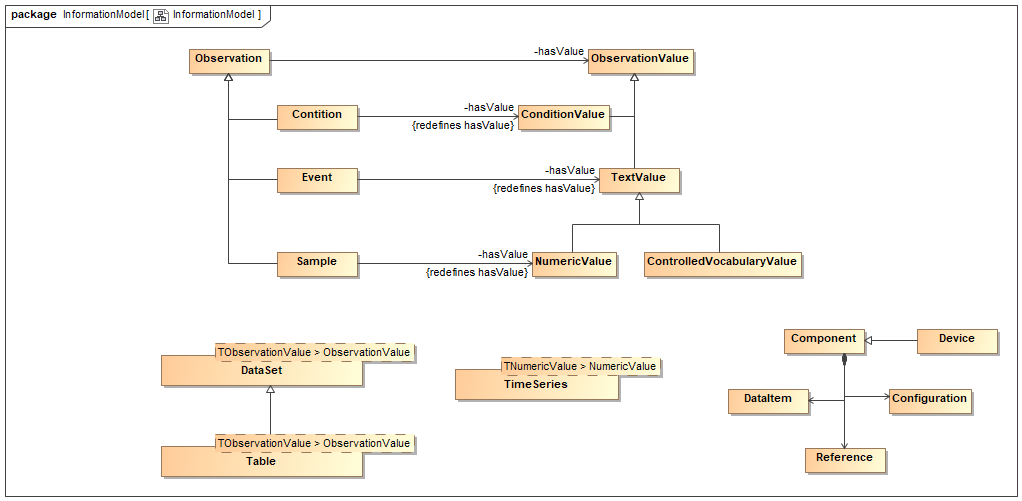 package InformationModel[ InformationModel ]
Observation
-hasValue
ObservationValue
Contition
-hasValue
{redefines hasValue}
ConditionValue
Event
-hasValue
{redefines hasValue}
TextValue
Sample
-hasValue
{redefines hasValue}
NumericValue
ControlledVocabularyValue
TObservationValue > ObservationValue
DataSet
TNumericValue > NumericValue
TimeSeries
Component
Device
DataItem
Configuration
TObservationValue > ObservationValue
Table
Reference